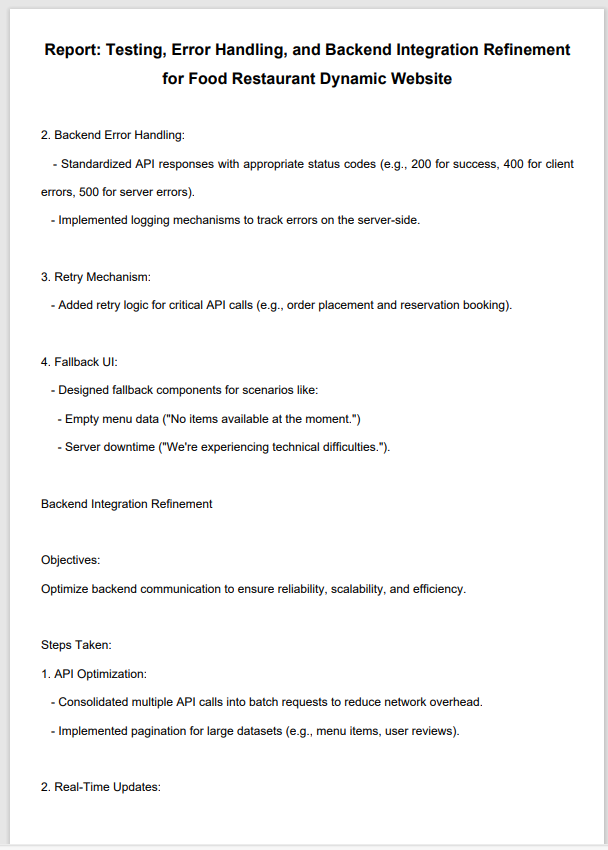 Report: Testing, Error Handling, and Backend Integration Refinement
for Food Restaurant Dynamic Website
2. Backend Error Handling:
- Standardized API responses with appropriate status codes (e.g., 200 for success, 400 for client
errors, 500 for server errors).
- Implemented logging mechanisms to track errors on the server-side.
3. Retry Mechanism:
- Added retry logic for critical API calls (e.g., order placement and reservation booking).
4. Fallback UI:
- Designed fallback components for scenarios like:
- Empty menu data ("No items available at the moment.")
- Server downtime ("We're experiencing technical difficulties.").
Backend Integration Refinement
Objectives:
Optimize backend communication to ensure reliability, scalability, and efficiency.
Steps Taken:
1. API Optimization:
- Consolidated multiple API calls into batch requests to reduce network overhead.
- Implemented pagination for large datasets (e.g., menu items, user reviews).
2. Real-Time Updates: